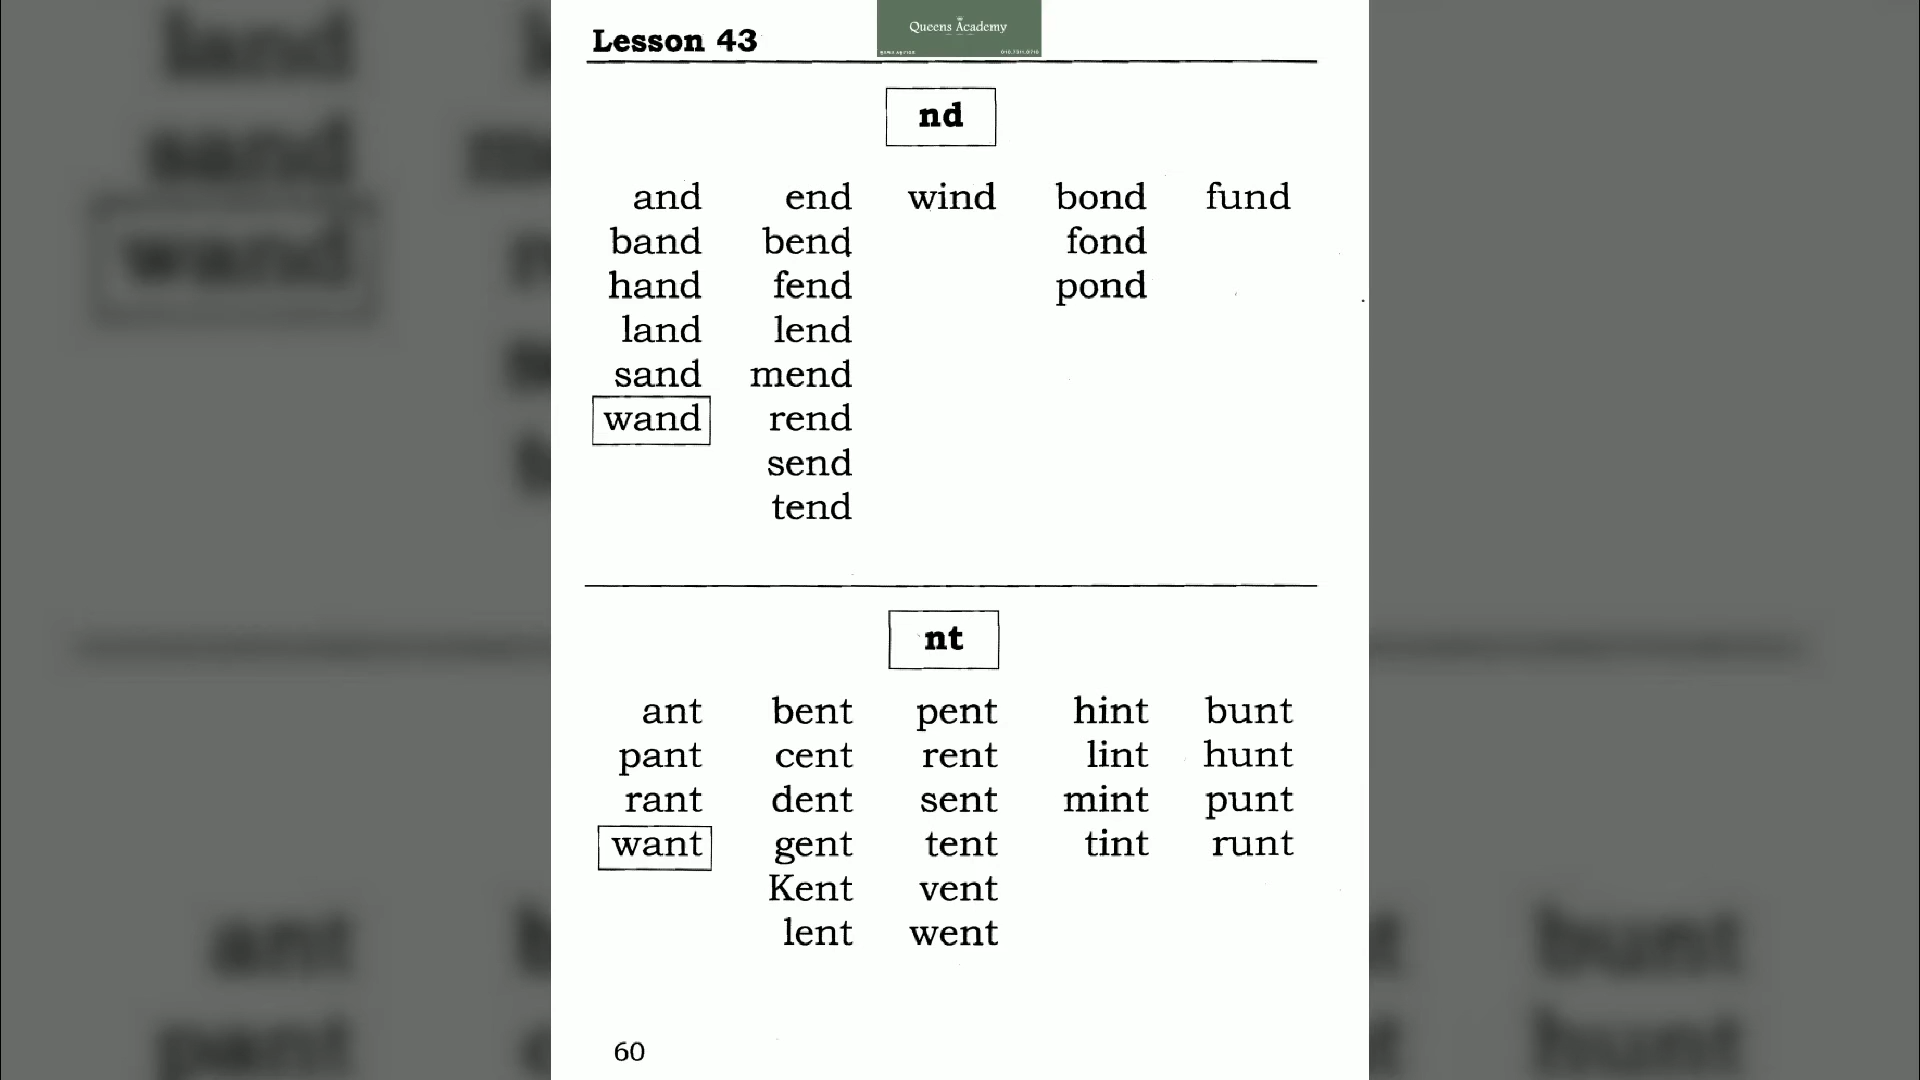 Lesson 43
Queens Academy
nd
and end wind bond fund
band bend fond
hand fend pond
land lend
sand mend
wand rend
send
tend
nt
ant bent pent hint bunt
pant cent rent lint hunt
rant dent sent mint punt
want gent tent tint runt
Kent vent
lent went
60